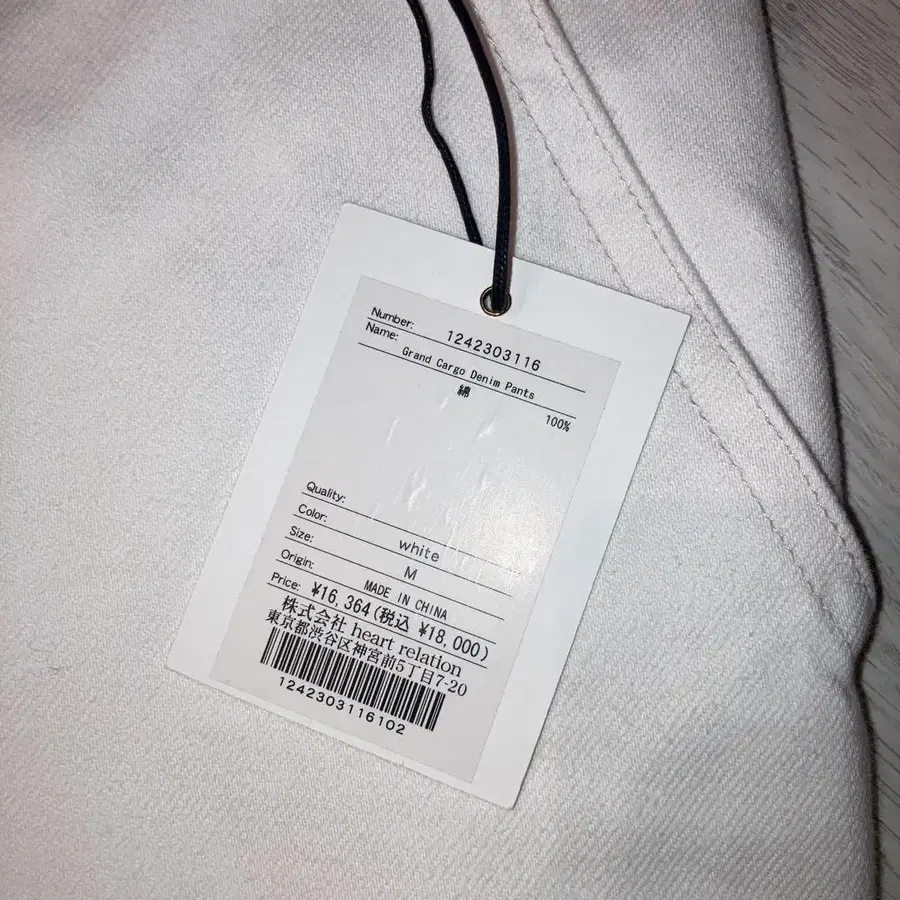 Number: 1242303116
Name:
Grand Cargo Denim Pants
綿 100%
Quality:
Color: white
Size: M
Origin: MADE IN CHINA
Price: ¥16,364(税込 ¥18,000)
株式会社 heart relation
東京都渋谷区神宮前5丁目7-20
1242303116102